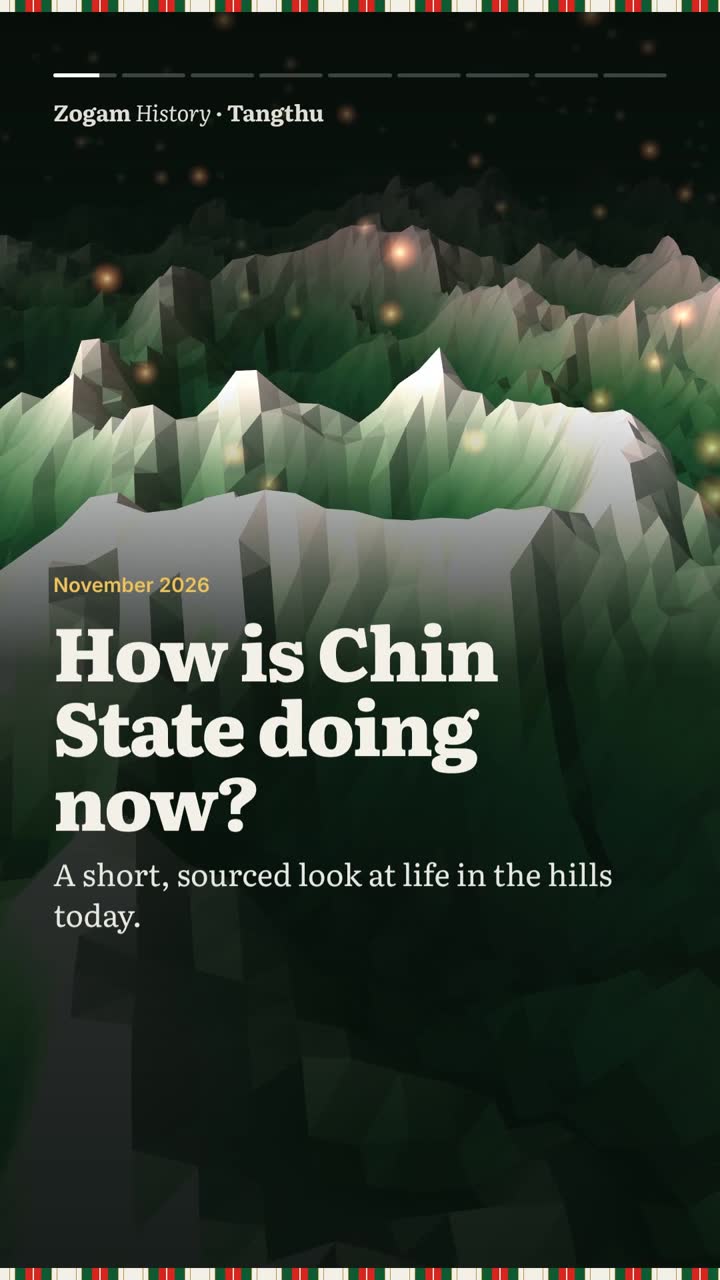 Zogam History · Tangthu
November 2026
How is Chin
State doing
now?
A short, sourced look at life in the hills
today.